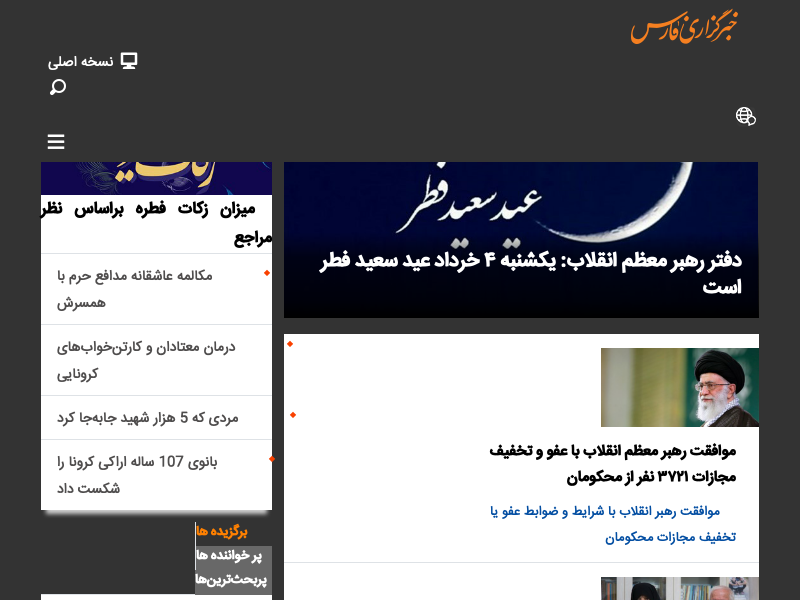 خبرگزاری فارس
نسخه اصلی
عید سعید فطر
دفتر رهبر معظم انقلاب: یکشنبه ۴ خرداد عید سعید فطر
است
موافقت رهبر معظم انقلاب با عفو و تخفیف
مجازات ۳۷۲۱ نفر از محکومان
موافقت رهبر انقلاب با شرایط و ضوابط عفو یا
تخفیف مجازات محکومان
میزان زکات فطره براساس نظر
مراجع
مکالمه عاشقانه مدافع حرم با
همسرش
درمان معتادان و کارتن‌خواب‌های
کرونایی
مردی که 5 هزار شهید جابه‌جا کرد
بانوی 107 ساله اراکی کرونا را
شکست داد
برگزیده ها
پر خواننده ها
پربحث‌ترین‌ها